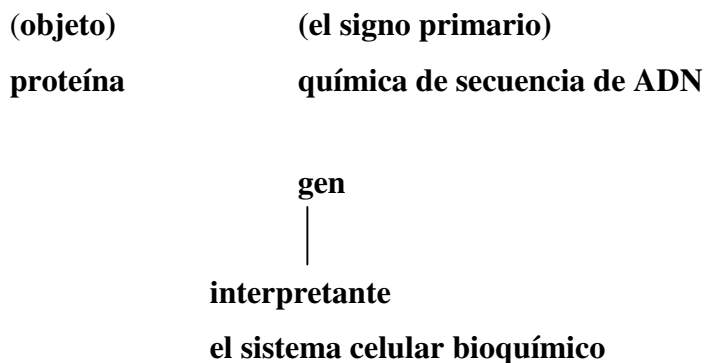 (objeto) (el signo primario)
proteína química de secuencia de ADN
gen
interpretante
el sistema celular bioquímico